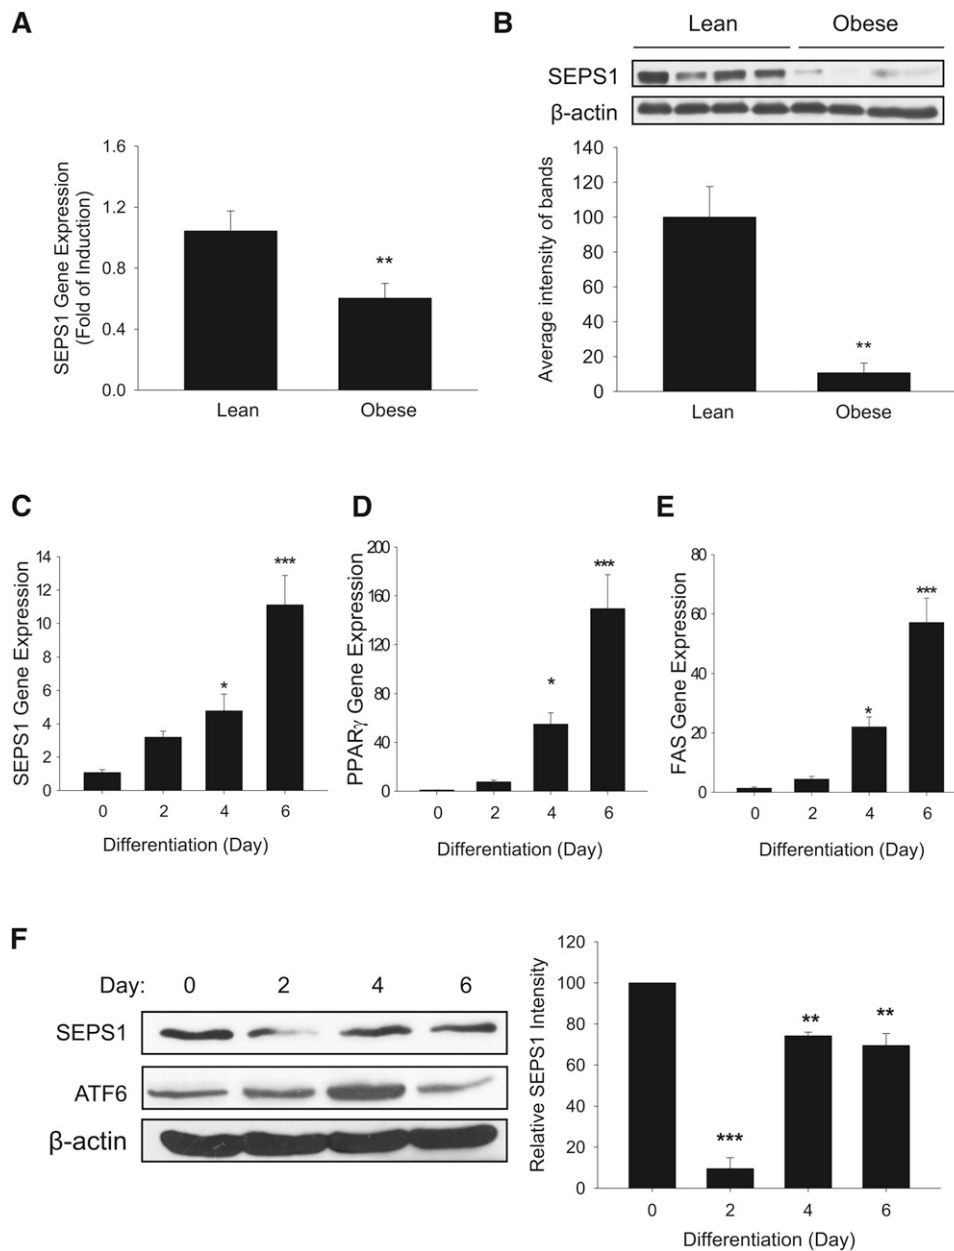 A
1.6
1.2
0.8
0.4
0.0
SEPS1 Gene Expression
(Fold of Induction)
**
Lean
Obese
B
Lean
Obese
SEPS1
β-actin
140
120
100
80
60
40
20
0
Average intensity of bands
**
Lean
Obese
C
14
12
10
8
6
4
2
0
SEPS1 Gene Expression
*
***
0
2
4
6
Differentiation (Day)
D
200
160
120
80
40
0
PPARγ Gene Expression
*
***
0
2
4
6
Differentiation (Day)
E
80
60
40
20
0
FAS Gene Expression
*
***
0
2
4
6
Differentiation (Day)
F
Day: 0 2 4 6
SEPS1
ATF6
β-actin
120
100
80
60
40
20
0
Relative SEPS1 Intensity
***
**
**
0
2
4
6
Differentiation (Day)